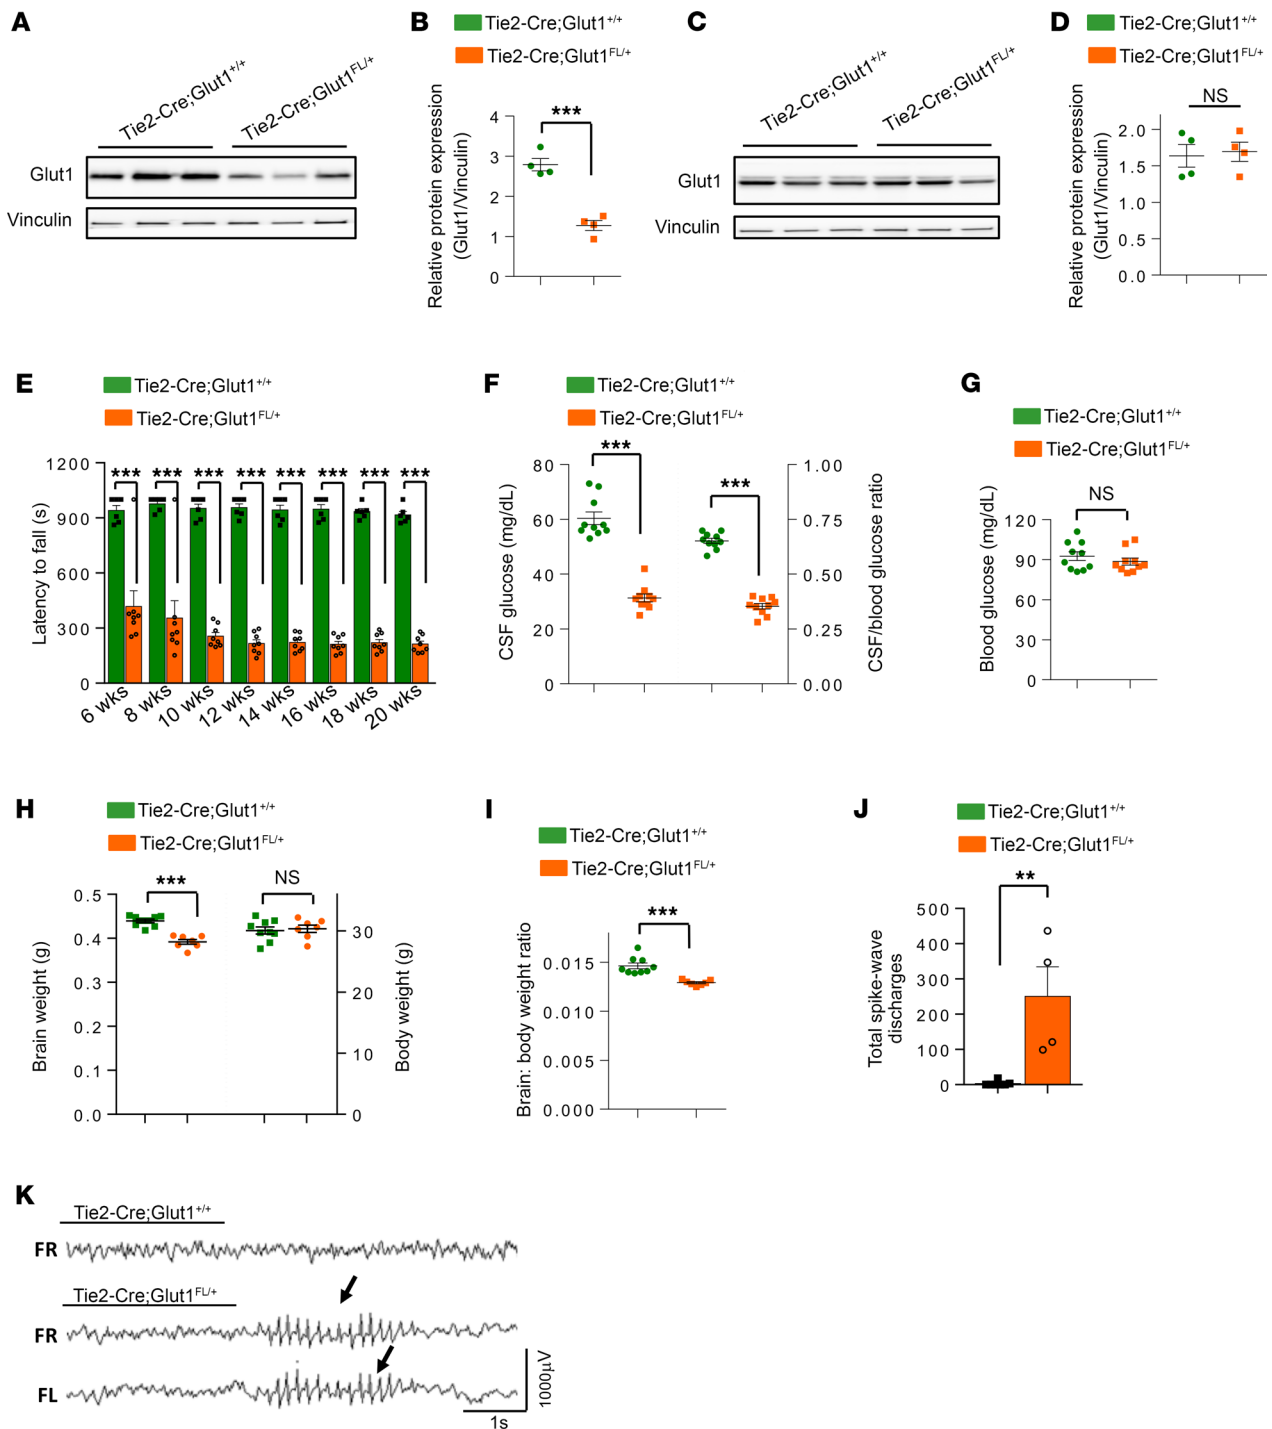 A
Tie2-Cre;Glut1+/+
Tie2-Cre;Glut1FL/+
Glut1
Vinculin
B
Tie2-Cre;Glut1+/+
Tie2-Cre;Glut1FL/+
Relative protein expression
(Glut1/Vinculin)
4
3
2
1
0
***
C
Tie2-Cre;Glut1+/+
Tie2-Cre;Glut1FL/+
Glut1
Vinculin
D
Tie2-Cre;Glut1+/+
Tie2-Cre;Glut1FL/+
NS
Relative protein expression
(Glut1/Vinculin)
2.0
1.5
1.0
0.5
0.0
E
Tie2-Cre;Glut1+/+
Tie2-Cre;Glut1FL/+
Latency to fall (s)
1200
900
600
300
0
*** *** *** *** *** *** *** ***
6 wks 8 wks 10 wks 12 wks 14 wks 16 wks 18 wks 20 wks
F
Tie2-Cre;Glut1+/+
Tie2-Cre;Glut1FL/+
CSF glucose (mg/dL)
80
60
40
20
0
***
***
1.00
0.75
0.50
0.25
0.00
CSF/blood glucose ratio
G
Tie2-Cre;Glut1+/+
Tie2-Cre;Glut1FL/+
NS
Blood glucose (mg/dL)
120
90
60
30
0
H
Tie2-Cre;Glut1+/+
Tie2-Cre;Glut1FL/+
Brain weight (g)
0.5
0.4
0.3
0.2
0.1
0.0
***
NS
30
20
10
0
Body weight (g)
I
Tie2-Cre;Glut1+/+
Tie2-Cre;Glut1FL/+
***
Brain: body weight ratio
0.015
0.010
0.005
0.000
J
Tie2-Cre;Glut1+/+
Tie2-Cre;Glut1FL/+
**
Total spike-wave
discharges
500
400
300
200
100
0
K
Tie2-Cre;Glut1+/+
FR
Tie2-Cre;Glut1FL/+
FR
FL
1000µV
1s